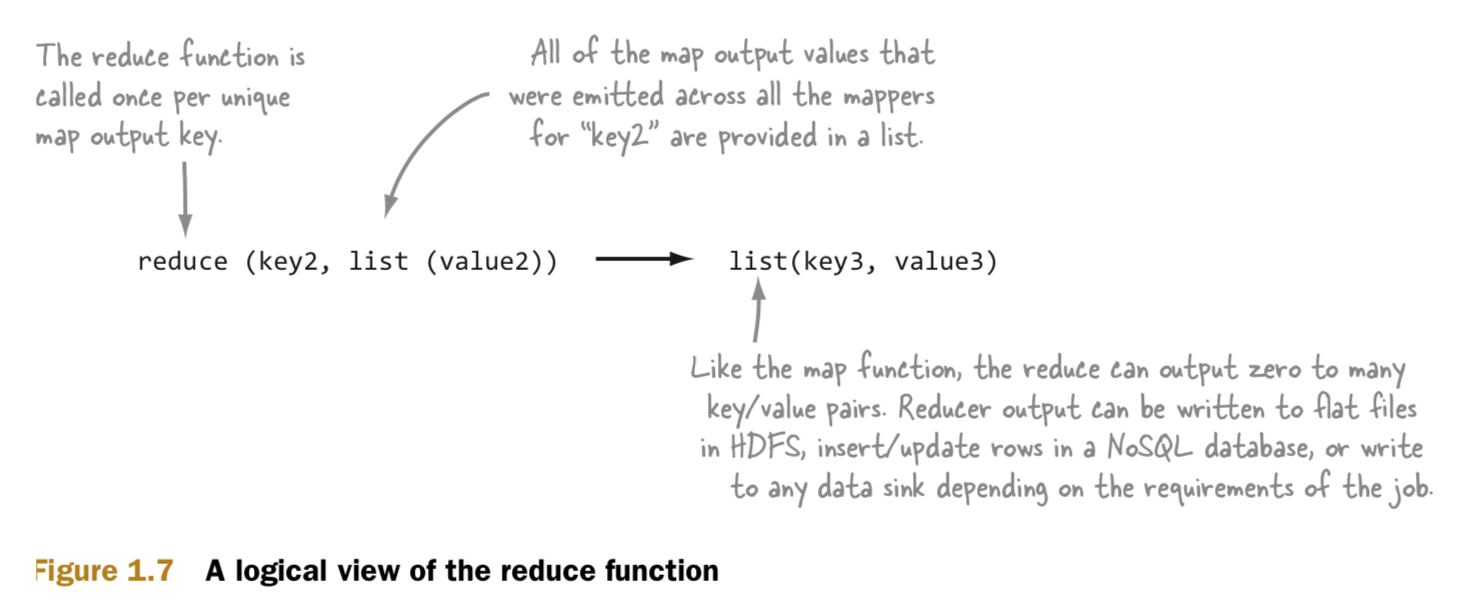 The reduce function is
called once per unique
map output key.
All of the map output values that
were emitted across all the mappers
for “key2” are provided in a list.
reduce (key2, list (value2))
list(key3, value3)
Like the map function, the reduce can output zero to many
key/value pairs. Reducer output can be written to flat files
in HDFS, insert/update rows in a NoSQL database, or write
to any data sink depending on the requirements of the job.
Figure 1.7 A logical view of the reduce function